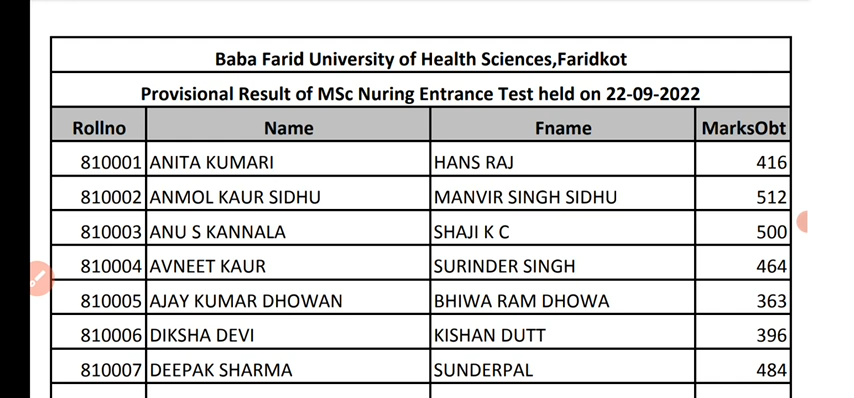 Baba Farid University of Health Sciences,Faridkot
Provisional Result of MSc Nuring Entrance Test held on 22-09-2022
Rollno Name Fname MarksObt
810001 ANITA KUMARI HANS RAJ 416
810002 ANMOL KAUR SIDHU MANVIR SINGH SIDHU 512
810003 ANU S KANNALA SHAJI K C 500
810004 AVNEET KAUR SURINDER SINGH 464
810005 AJAY KUMAR DHOWAN BHIWA RAM DHOWA 363
810006 DIKSHA DEVI KISHAN DUTT 396
810007 DEEPAK SHARMA SUNDERPAL 484